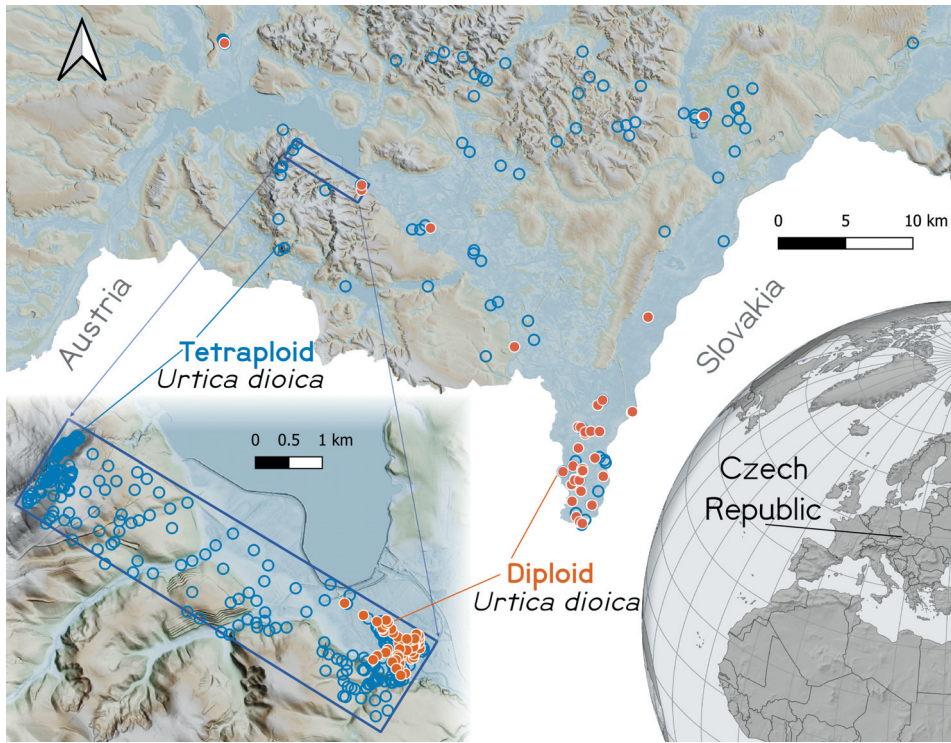 0 5 10 km
Austria
Slovakia
Tetraploid
Urtica dioica
0 0.5 1 km
Czech
Republic
Diploid
Urtica dioica